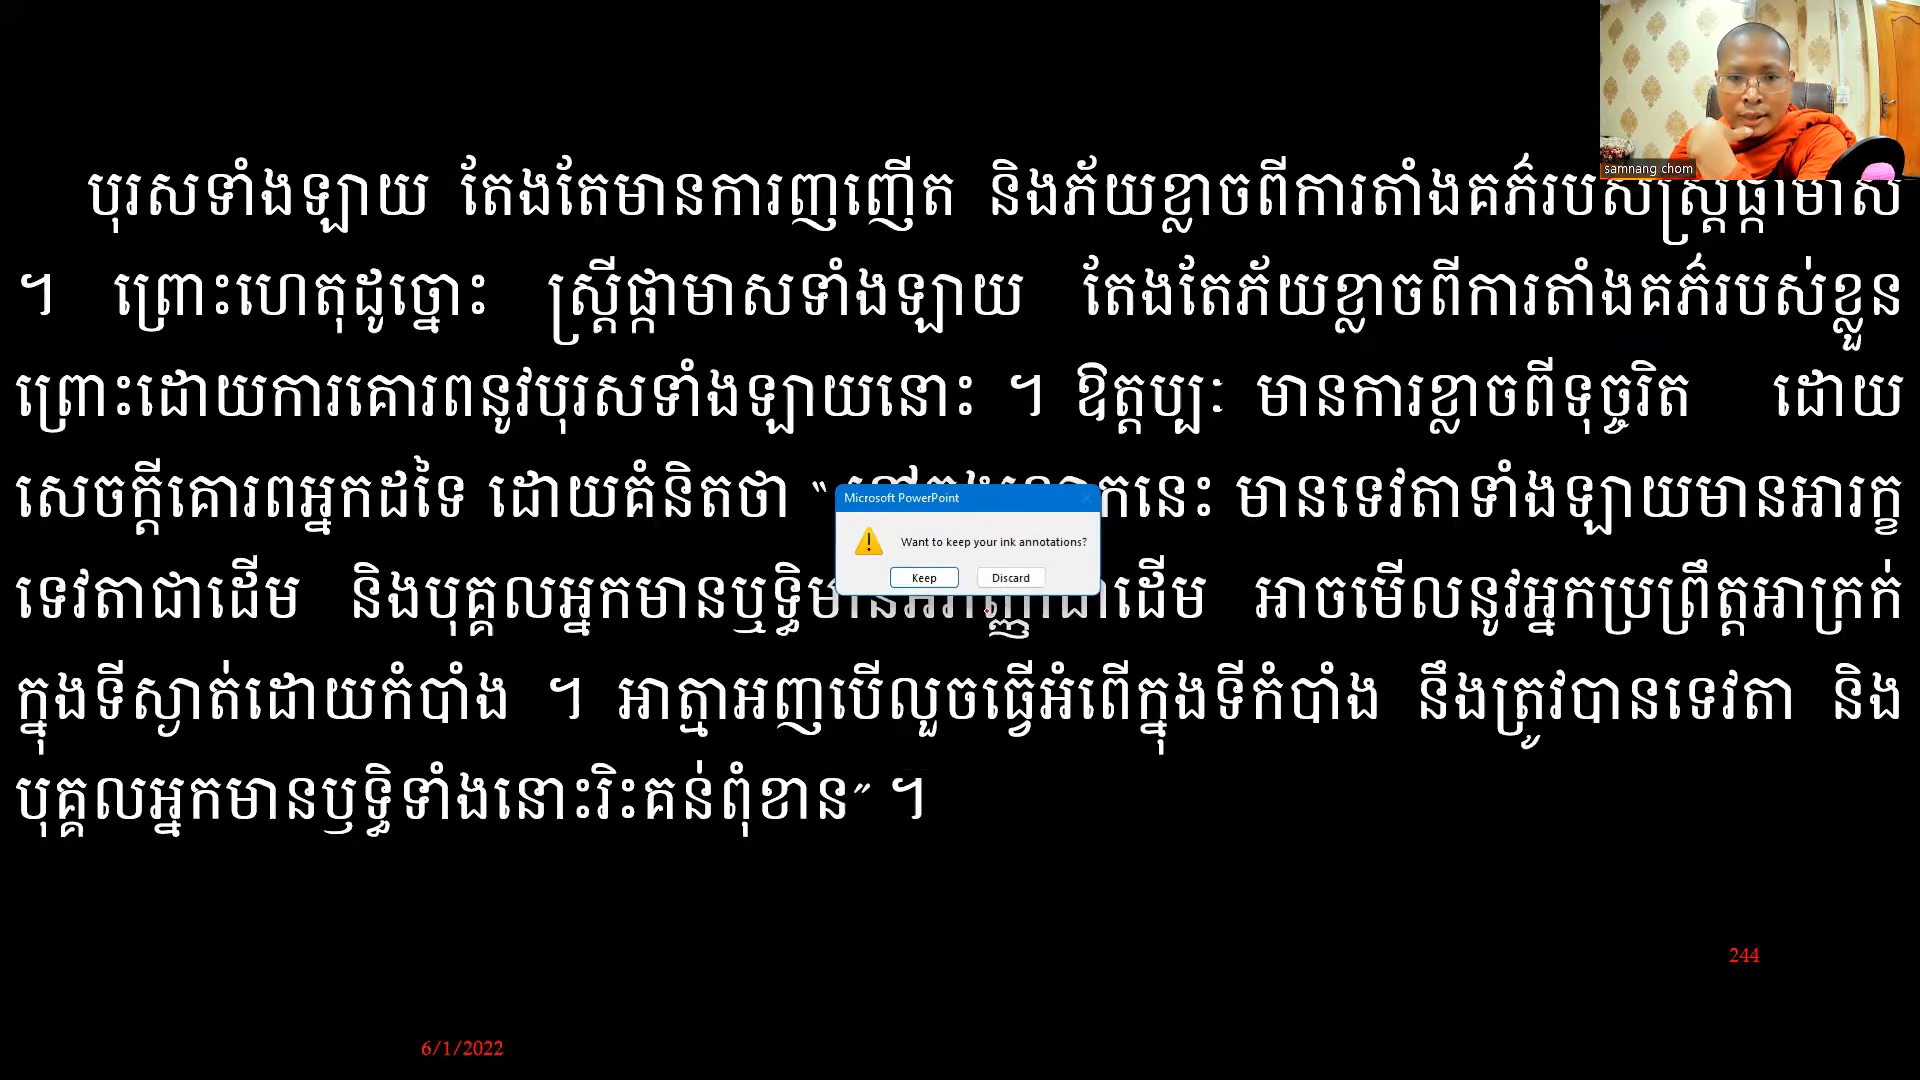 samnang chom
បុរសទាំងឡាយ តែងតែមានការញញើត និងភ័យខ្លាចពីការតាំងគភ៌របស់ស្ត្រីផ្កាមាស
។ ព្រោះហេតុដូច្នោះ ស្ត្រីផ្កាមាសទាំងឡាយ តែងតែភ័យខ្លាចពីការតាំងគភ៌របស់ខ្លួន
ព្រោះដោយការគោរពនូវបុរសទាំងឡាយនោះ ។ ឱត្តប្បៈ មានការខ្លាចពីទុច្ចរិត ដោយ
សេចក្តីគោរពអ្នកដទៃ ដោយគំនិតថា “ នេះ មានទេវតាទាំងឡាយមានអារក្ខ
Microsoft PowerPoint
Want to keep your ink annotations?
Keep Discard
ទេវតាជាដើម និងបុគ្គលអ្នកមានឬទ្ធិមានអភិញ្ញាជាដើម អាចមើលនូវអ្នកប្រព្រឹត្តអាក្រក់
ក្នុងទីស្ងាត់ដោយកំបាំង ។ អាត្មាអញបើលួចធ្វើអំពើក្នុងទីកំបាំង នឹងត្រូវបានទេវតា និង
បុគ្គលអ្នកមានឫទ្ធិទាំងនោះរិះគន់ពុំខាន” ។
244
6/1/2022